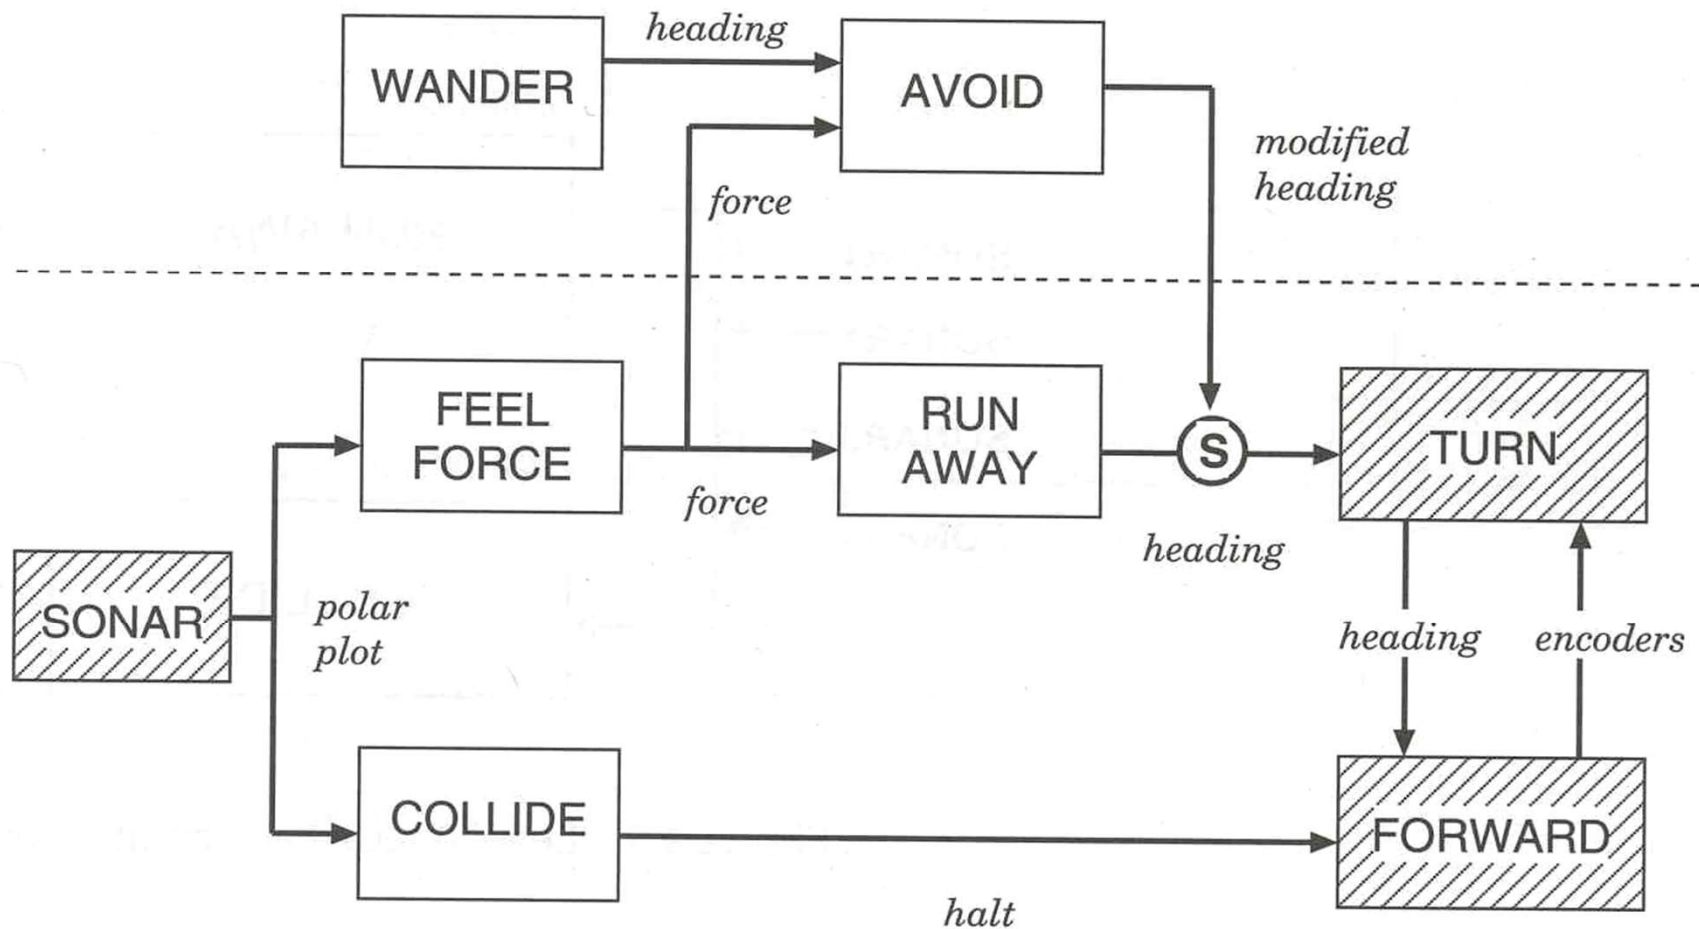 heading
WANDER
AVOID
modified
heading
force
FEEL
FORCE
RUN
AWAY
S
TURN
force
heading
SONAR
polar
plot
heading
encoders
COLLIDE
FORWARD
halt